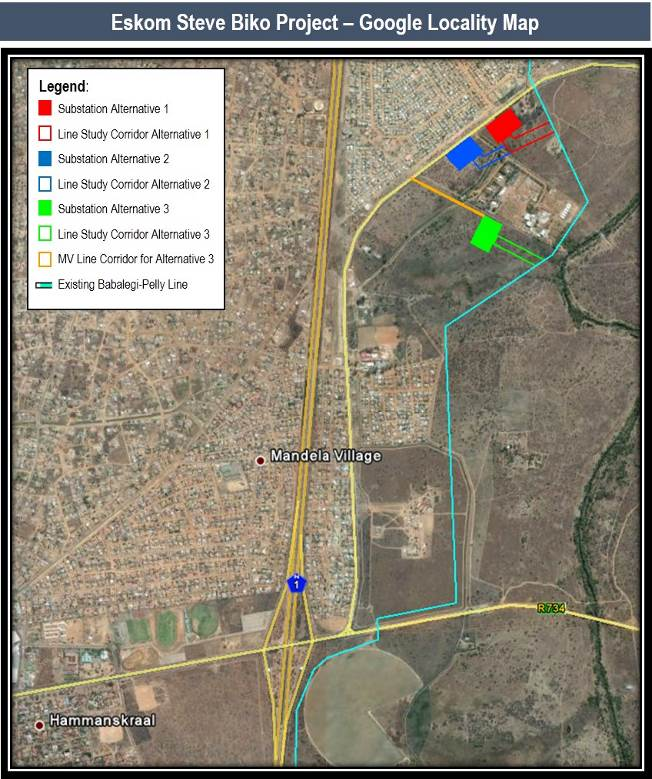 Eskom Steve Biko Project – Google Locality Map
Legend:
Substation Alternative 1
Line Study Corridor Alternative 1
Substation Alternative 2
Line Study Corridor Alternative 2
Substation Alternative 3
Line Study Corridor Alternative 3
MV Line Corridor for Alternative 3
Existing Babalegi-Pelly Line
Mandela Village
N
1
R734
Hammanskraal